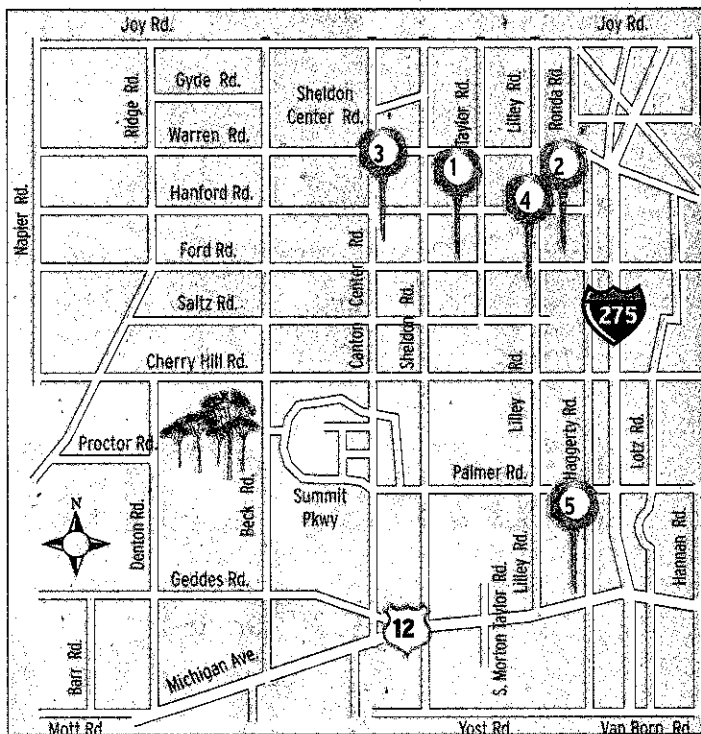 Joy Rd.
Joy Rd.
Gyde Rd.
Ridge Rd.
Sheldon
Center Rd.
Taylor Rd.
Lilley Rd.
Ronda Rd.
Warren Rd.
3
1
2
4
Hanford Rd.
Napier Rd.
Ford Rd.
Canton Center Rd.
Saltz Rd.
Sheldon Rd.
275
Cherry Hill Rd.
Lilley Rd.
Haggerty Rd.
Lotz Rd.
Proctor Rd.
Beck Rd.
Summit
Pkwy
Palmer Rd.
5
N
Denton Rd.
Lilley Rd.
Hannan Rd.
Geddes Rd.
12
S. Morton Taylor Rd.
Barr Rd.
Michigan Ave
Mott Rd
Yost Rd.
Van Born Rd.